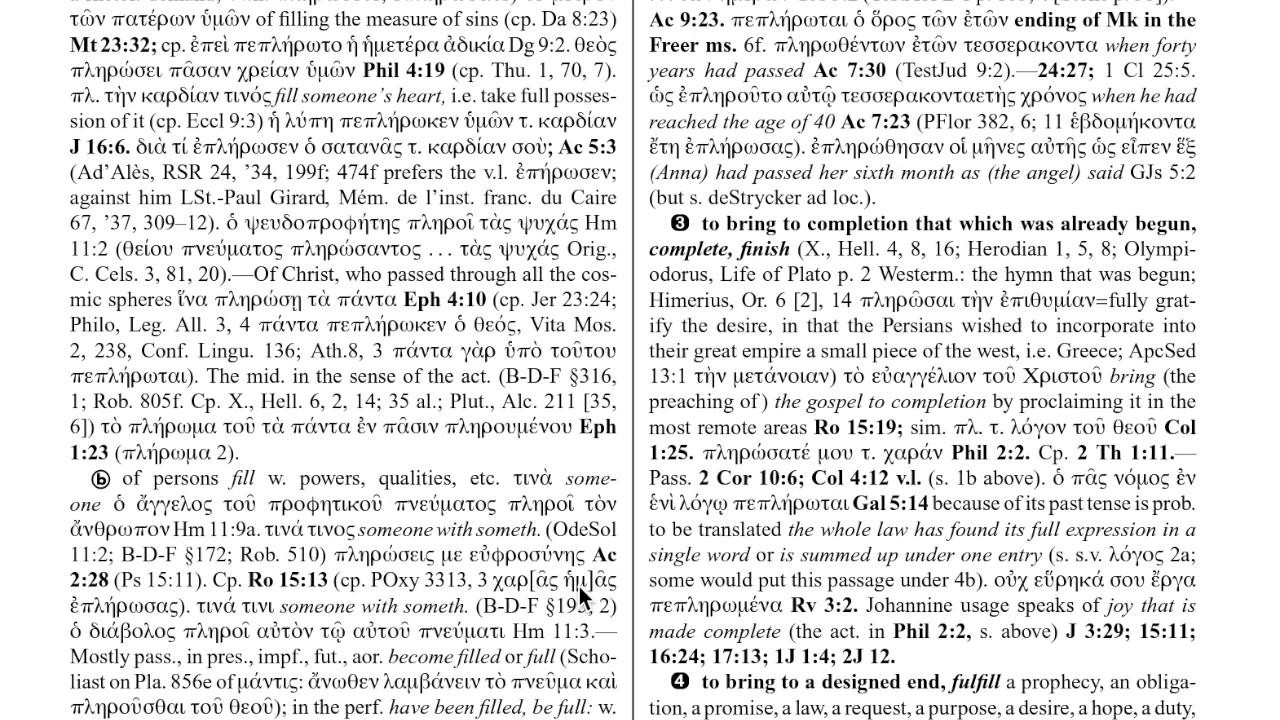 τῶν πατέρων ὑμῶν of filling the measure of sins (cp. Da 8:23)
Mt 23:32; cp. ἐπεὶ πεπλήρωτο ἡ ἡμετέρα ἀδικία Dg 9:2. θεὸς
πληρώσει πᾶσαν χρείαν ὑμῶν Phil 4:19 (cp. Thu. 1, 70, 7).
πλ. τὴν καρδίαν τινός fill someone’s heart, i.e. take full posses-
sion of it (cp. Eccl 9:3) ἡ λύπη πεπλήρωκεν ὑμῶν τ. καρδίαν
J 16:6. διὰ τί ἐπλήρωσεν ὁ σατανᾶς τ. καρδίαν σοὺ; Ac 5:3
(Ad’Alès, RSR 24, ’34, 199f; 474f prefers the v.l. ἐπήρωσεν;
against him LSt.-Paul Girard, Mém. de l’inst. franc. du Caire
67, ’37, 309–12). ὁ ψευδοπροφήτης πληροῖ τὰς ψυχάς Hm
11:2 (θείου πνεύματος πληρώσαντος … τὰς ψυχάς Orig.,
C. Cels. 3, 81, 20).—Of Christ, who passed through all the cos-
mic spheres ἵνα πληρώσῃ τὰ πάντα Eph 4:10 (cp. Jer 23:24;
Philo, Leg. All. 3, 4 πάντα πεπλήρωκεν ὁ θεός, Vita Mos.
2, 238, Conf. Lingu. 136; Ath.8, 3 πάντα γὰρ ὑπὸ τούτου
πεπλήρωται). The mid. in the sense of the act. (B-D-F §316,
1; Rob. 805f. Cp. X., Hell. 6, 2, 14; 35 al.; Plut., Alc. 211 [35,
6]) τὸ πλήρωμα τοῦ τὰ πάντα ἐν πᾶσιν πληρουμένου Eph
1:23 (πλήρωμα 2).
ⓑ of persons fill w. powers, qualities, etc. τινὰ some-
one ὁ ἄγγελος τοῦ προφητικοῦ πνεύματος πληροῖ τὸν
ἄνθρωπον Hm 11:9a. τινά τινος someone with someth. (OdeSol
11:2; B-D-F §172; Rob. 510) πληρώσεις με εὐφροσύνης Ac
2:28 (Ps 15:11). Cp. Ro 15:13 (cp. POxy 3313, 3 χαρ[ᾶς ἡμ]ᾶς
ἐπλήρωσας). τινά τινι someone with someth. (B-D-F §195, 2)
ὁ διάβολος πληροῖ αὐτὸν τῷ αὐτοῦ πνεύματι Hm 11:3.—
Mostly pass., in pres., impf., fut., aor. become filled or full (Scho-
liast on Pla. 856e of μάντις: ἄνωθεν λαμβάνειν τὸ πνεῦμα καὶ
πληροῦσθαι τοῦ θεοῦ); in the perf. have been filled, be full: w.
Ac 9:23. πεπλήρωται ὁ ὅρος τῶν ἐτῶν ending of Mk in the
Freer ms. 6f. πληρωθέντων ἐτῶν τεσσερακοντα when forty
years had passed Ac 7:30 (TestJud 9:2).—24:27; 1 Cl 25:5.
ὡς ἐπληροῦτο αὐτῷ τεσσερακονταετὴς χρόνος when he had
reached the age of 40 Ac 7:23 (PFlor 382, 6; 11 ἑβδομήκοντα
ἔτη ἐπλήρωσας). ἐπληρώθησαν οἱ μῆνες αὐτῆς ὡς εἶπεν ἕξ
(Anna) had passed her sixth month as (the angel) said GJs 5:2
(but s. deStrycker ad loc.).
❸ to bring to completion that which was already begun,
complete, finish (X., Hell. 4, 8, 16; Herodian 1, 5, 8; Olympi-
odorus, Life of Plato p. 2 Westerm.: the hymn that was begun;
Himerius, Or. 6 [2], 14 πληρῶσαι τὴν ἐπιθυμίαν=fully grat-
ify the desire, in that the Persians wished to incorporate into
their great empire a small piece of the west, i.e. Greece; ApcSed
13:1 τὴν μετάνοιαν) τὸ εὐαγγέλιον τοῦ Χριστοῦ bring (the
preaching of) the gospel to completion by proclaiming it in the
most remote areas Ro 15:19; sim. πλ. τ. λόγον τοῦ θεοῦ Col
1:25. πληρώσατέ μου τ. χαράν Phil 2:2. Cp. 2 Th 1:11.—
Pass. 2 Cor 10:6; Col 4:12 v.l. (s. 1b above). ὁ πᾶς νόμος ἐν
ἑνὶ λόγῳ πεπλήρωται Gal 5:14 because of its past tense is prob.
to be translated the whole law has found its full expression in a
single word or is summed up under one entry (s. s.v. λόγος 2a;
some would put this passage under 4b). οὐχ εὕρηκά σου ἔργα
πεπληρωμένα Rv 3:2. Johannine usage speaks of joy that is
made complete (the act. in Phil 2:2, s. above) J 3:29; 15:11;
16:24; 17:13; 1J 1:4; 2J 12.
❹ to bring to a designed end, fulfill a prophecy, an obliga-
tion, a promise, a law, a request, a purpose, a desire, a hope, a duty,